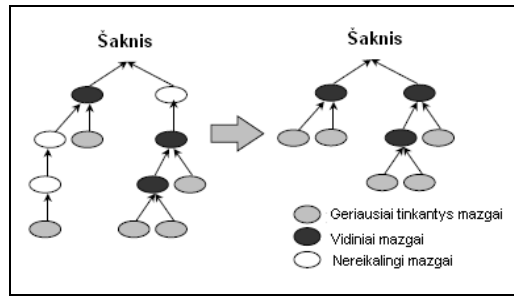 Šaknis
Šaknis
Geriausiai tinkantys mazgai
Vidiniai mazgai
Nereikalingi mazgai